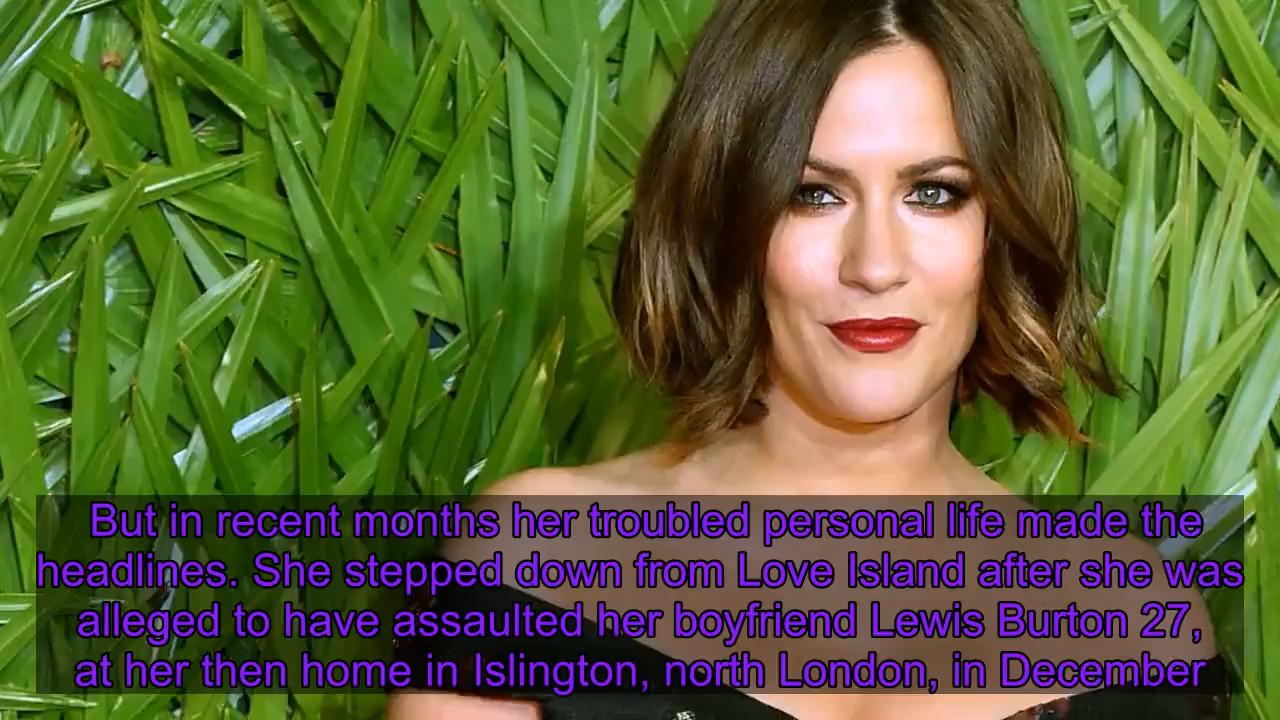 But in recent months her troubled personal life made the
headlines. She stepped down from Love Island after she was
alleged to have assaulted her boyfriend Lewis Burton 27,
at her then home in Islington, north London, in December